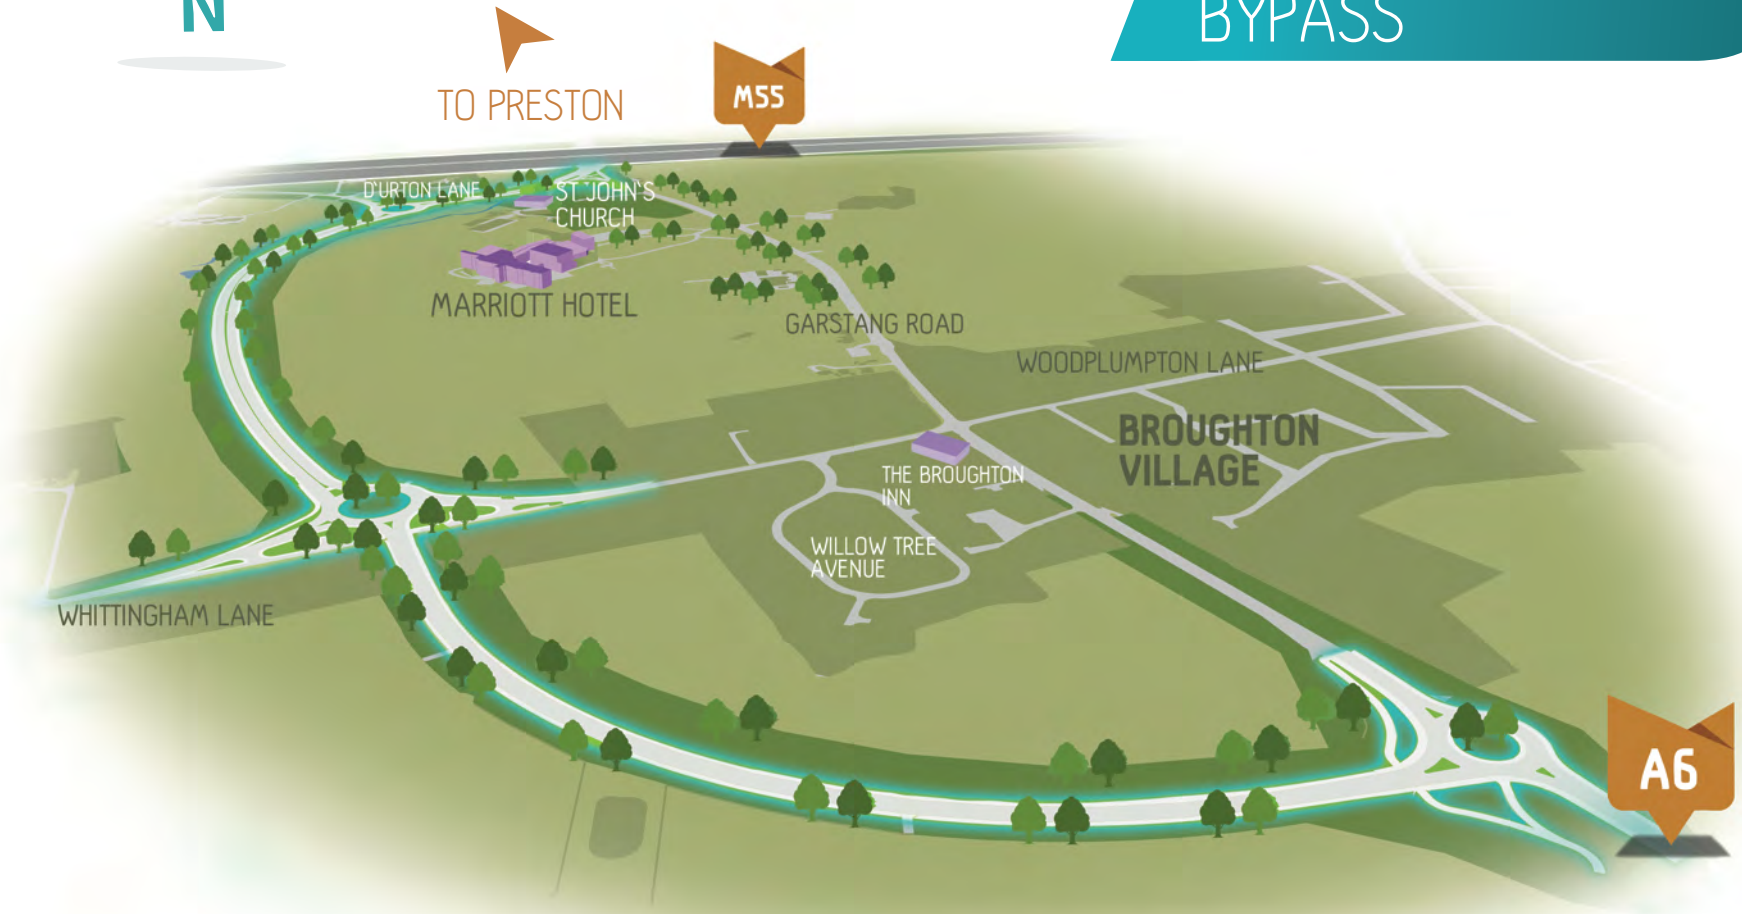 N
BYPASS
TO PRESTON
M55
D'URTON LANE
ST JOHN'S
CHURCH
MARRIOTT HOTEL
GARSTANG ROAD
WOODPLUMPTON LANE
BROUGHTON
VILLAGE
THE BROUGHTON
INN
WILLOW TREE
AVENUE
WHITTINGHAM LANE
A6